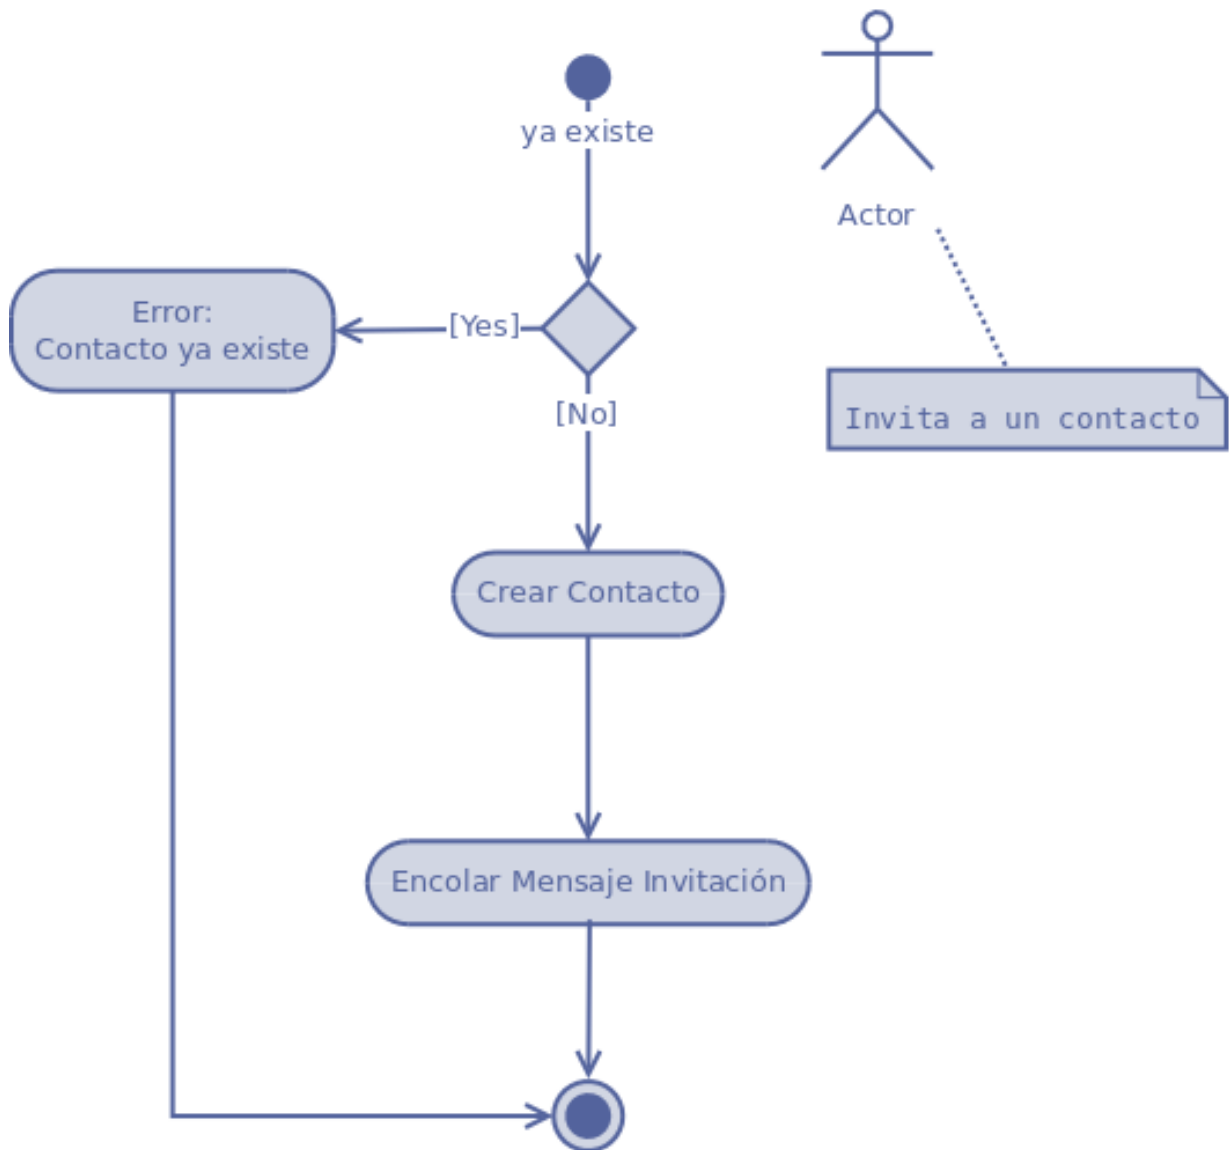 ya existe
Actor
Error:
Contacto ya existe
[Yes]
[No]
Invita a un contacto
Crear Contacto
Encolar Mensaje Invitación